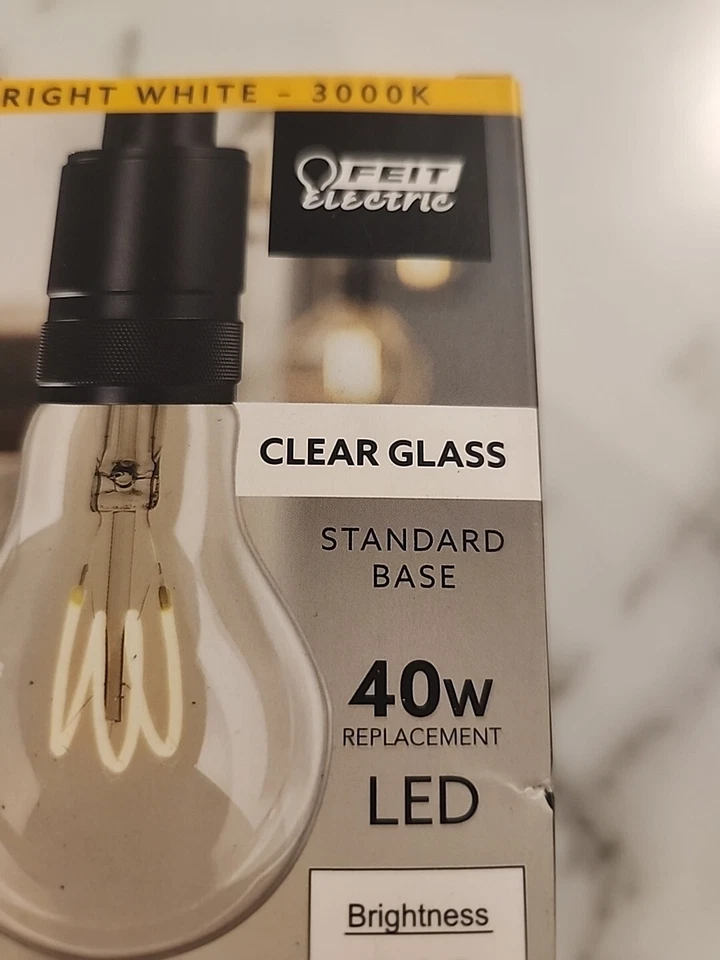 RIGHT WHITE - 3000K
FEIT
Electric
CLEAR GLASS
STANDARD
BASE
40W
REPLACEMENT
LED
Brightness